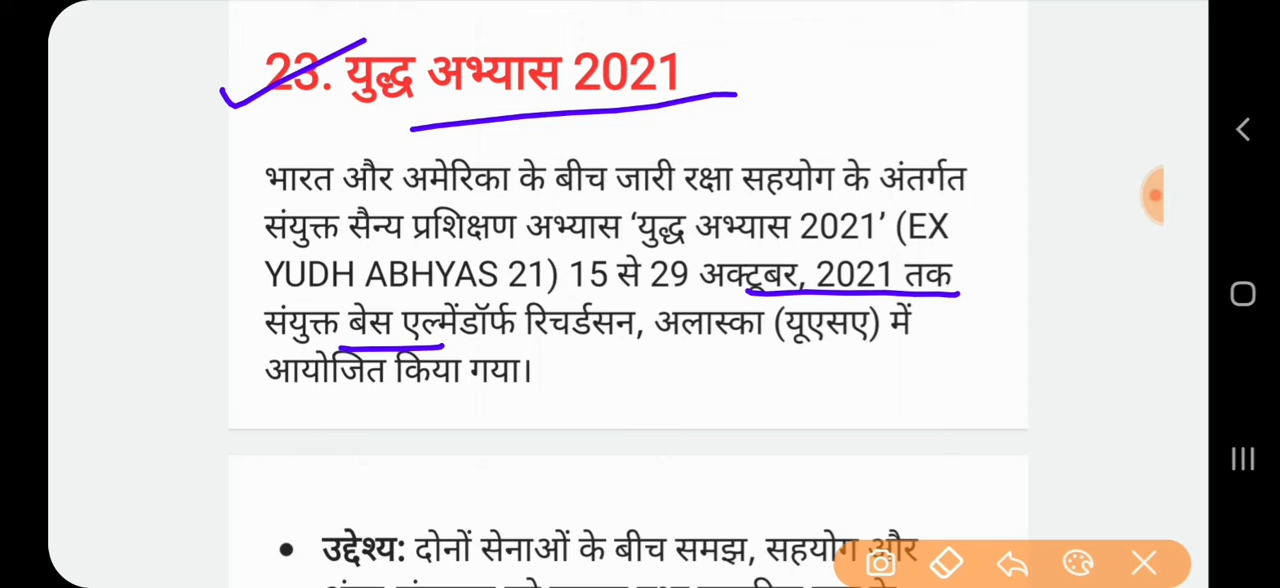 23. युद्ध अभ्यास 2021
भारत और अमेरिका के बीच जारी रक्षा सहयोग के अंतर्गत
संयुक्त सैन्य प्रशिक्षण अभ्यास ‘युद्ध अभ्यास 2021’ (EX
YUDH ABHYAS 21) 15 से 29 अक्टूबर, 2021 तक
संयुक्त बेस एल्मेंडॉर्फ रिचर्डसन, अलास्का (यूएसए) में
आयोजित किया गया।
• उद्देश्य: दोनों सेनाओं के बीच समझ, सहयोग और